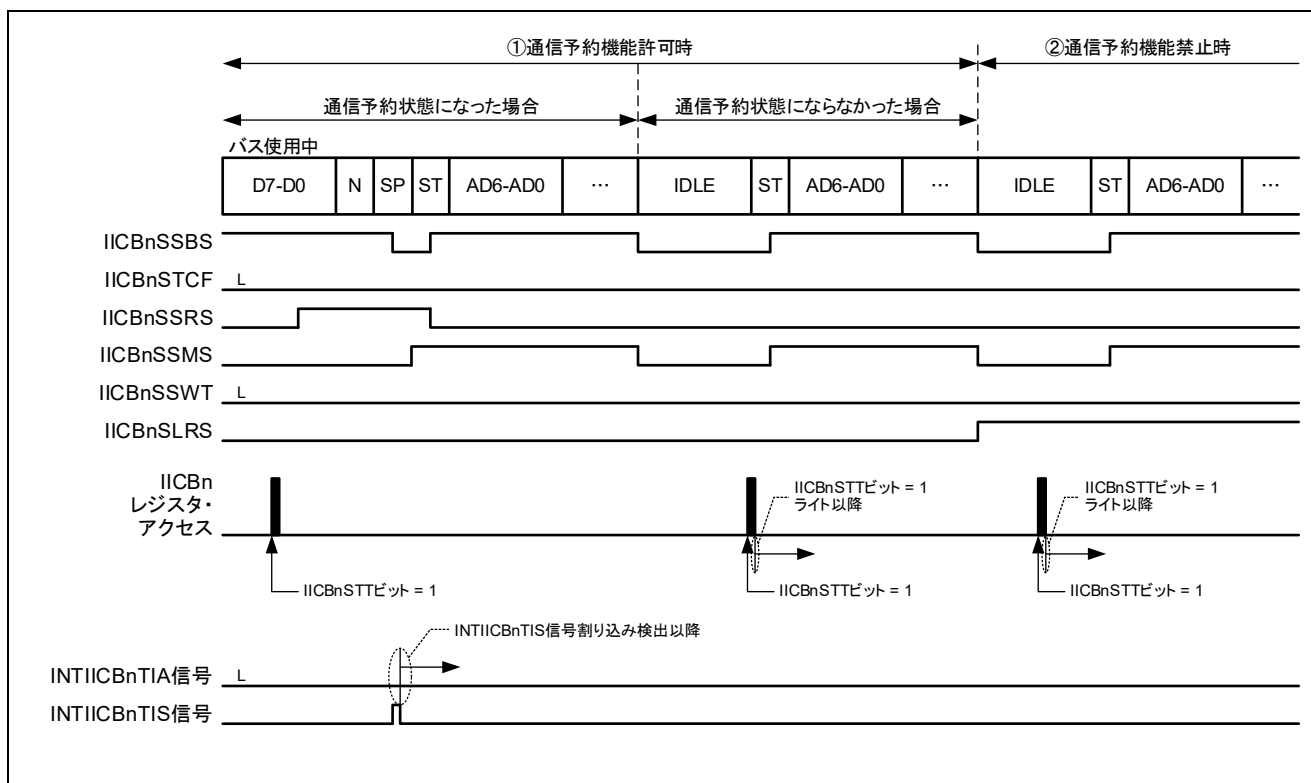 ①通信予約機能許可時 ②通信予約機能禁止時
通信予約状態になった場合 通信予約状態にならなかった場合
バス使用中
D7-D0 N SP ST AD6-AD0 … IDLE ST AD6-AD0 … IDLE ST AD6-AD0 …
IICBnSSBS
IICBnSTCF L
IICBnSSRS
IICBnSSMS
IICBnSSWT L
IICBnSLRS
IICBn
レジスタ・
アクセス
IICBnSTTビット = 1
ライト以降
IICBnSTTビット = 1
ライト以降
IICBnSTTビット = 1 IICBnSTTビット = 1 IICBnSTTビット = 1
INTIICBnTIS信号割り込み検出以降
INTIICBnTIA信号 L
INTIICBnTIS信号